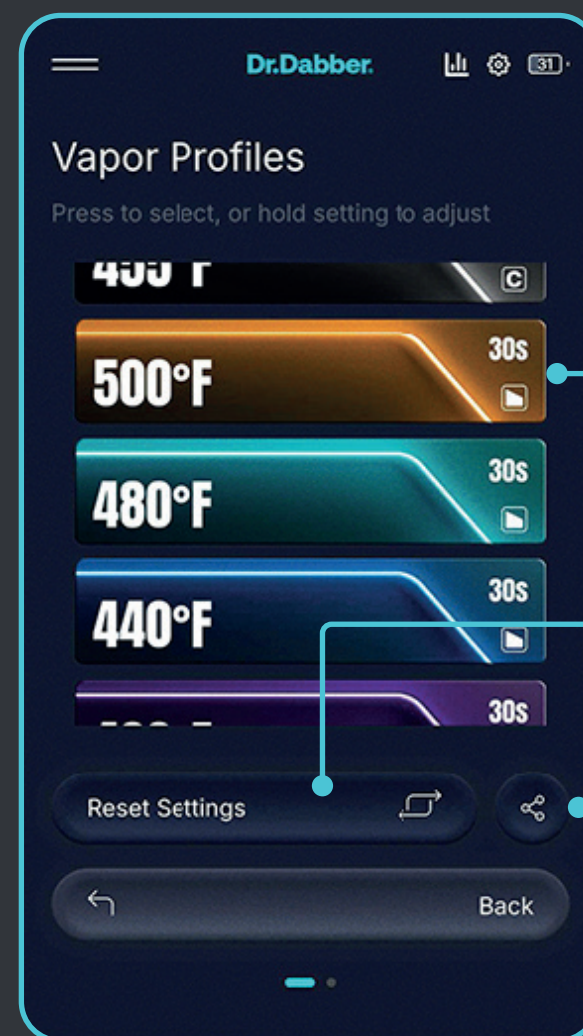 Dr.Dabber.
31
Vapor Profiles
Press to select, or hold setting to adjust
C
500°F
30s
480°F
30s
440°F
30s
30s
Reset Settings
Back